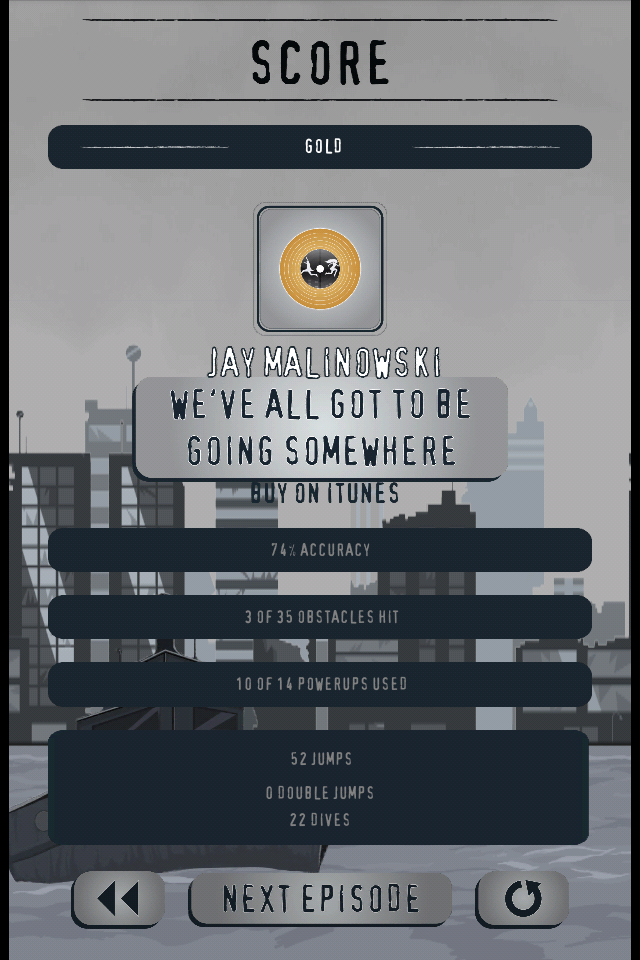 SCORE
GOLD
JAY MALINOWSKI
WE'VE ALL GOT TO BE
GOING SOMEWHERE
BUY ON ITUNES
74% ACCURACY
3 OF 35 OBSTACLES HIT
10 OF 14 POWERUPS USED
52 JUMPS
0 DOUBLE JUMPS
22 DIVES
NEXT EPISODE